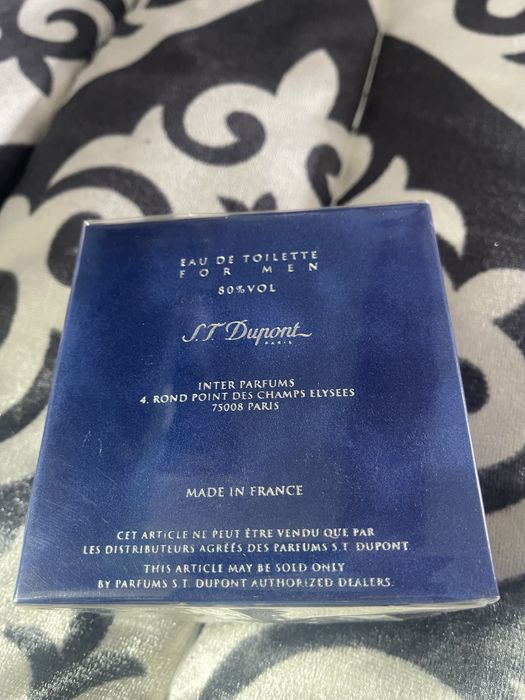 EAU DE TOILETTE
FOR MEN
80%VOL
S.T. Dupont
PARIS
INTER PARFUMS
4, ROND POINT DES CHAMPS ELYSEES
75008 PARIS
MADE IN FRANCE
CET ARTICLE NE PEUT ÊTRE VENDU QUE PAR
LES DISTRIBUTEURS AGRÉÉS DES PARFUMS S.T. DUPONT
THIS ARTICLE MAY BE SOLD ONLY
BY PARFUMS S.T. DUPONT AUTHORIZED DEALERS.